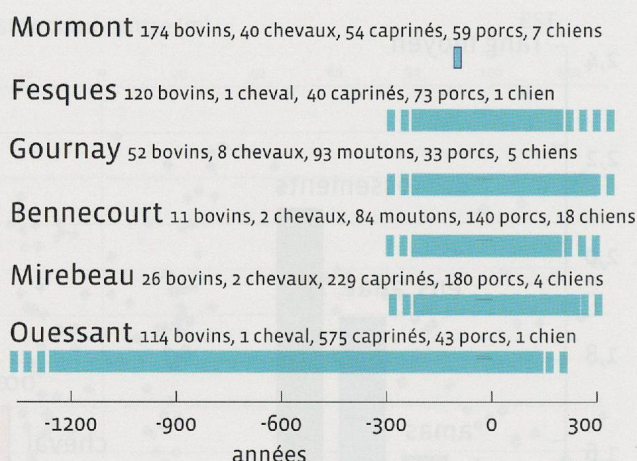 Mormont 174 bovins, 40 chevaux, 54 caprinés, 59 porcs, 7 chiens
Fesques 120 bovins, 1 cheval, 40 caprinés, 73 porcs, 1 chien
Gournay 52 bovins, 8 chevaux, 93 moutons, 33 porcs, 5 chiens
Bennecourt 11 bovins, 2 chevaux, 84 moutons, 140 porcs, 18 chiens
Mirebeau 26 bovins, 2 chevaux, 229 caprinés, 180 porcs, 4 chiens
Ouessant 114 bovins, 1 cheval, 575 caprinés, 43 porcs, 1 chien
-1200 -900 -600 -300 0 300
années